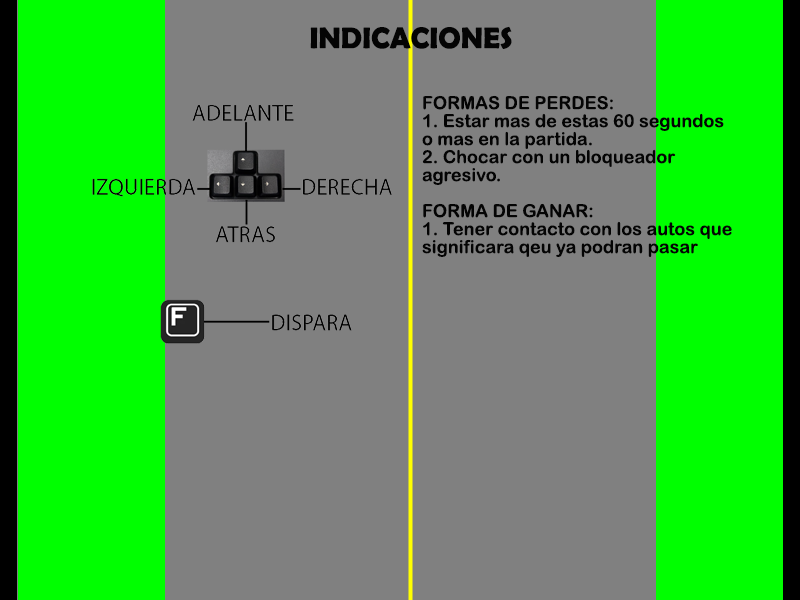 INDICACIONES
ADELANTE
IZQUIERDA
DERECHA
ATRAS
F
DISPARA
FORMAS DE PERDES:
1. Estar mas de estas 60 segundos
o mas en la partida.
2. Chocar con un bloqueador
agresivo.
FORMA DE GANAR:
1. Tener contacto con los autos que
significara qeu ya podran pasar